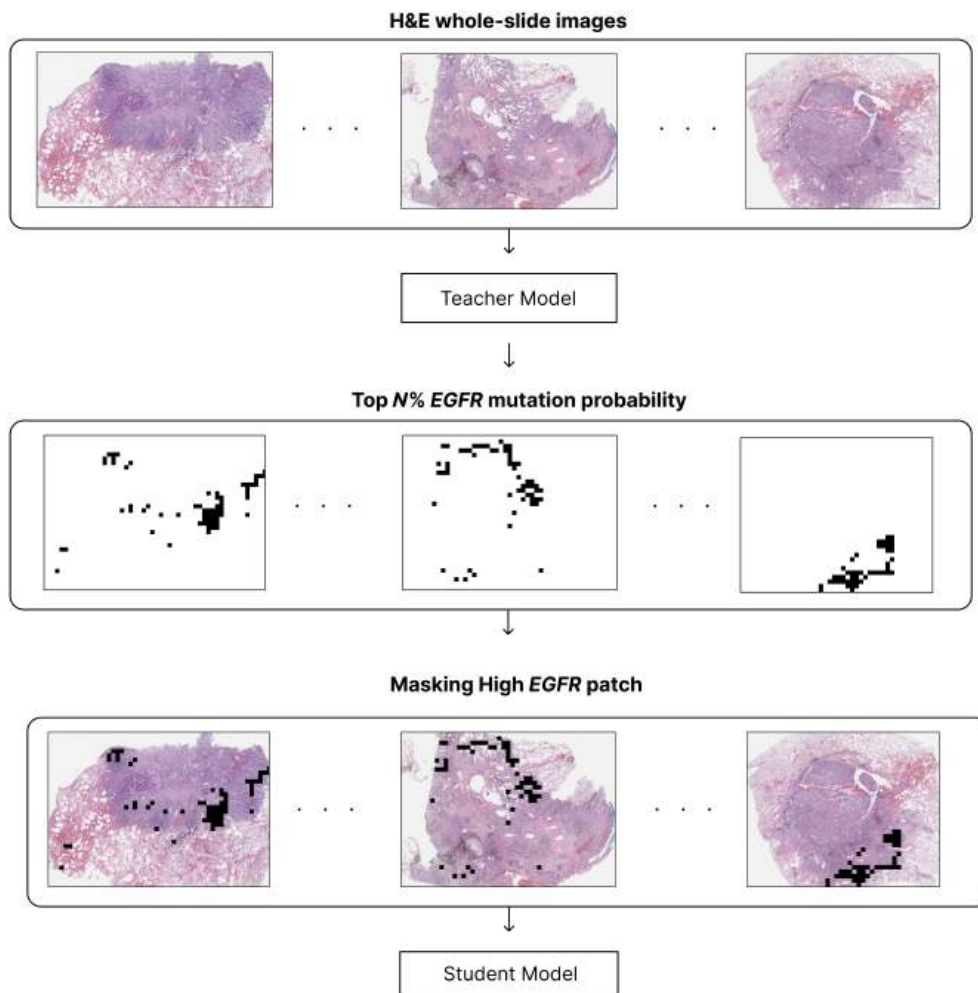 H&E whole-slide images
. . .
. . .
Teacher Model
Top N% EGFR mutation probability
. . .
. . .
Masking High EGFR patch
. . .
. . .
Student Model